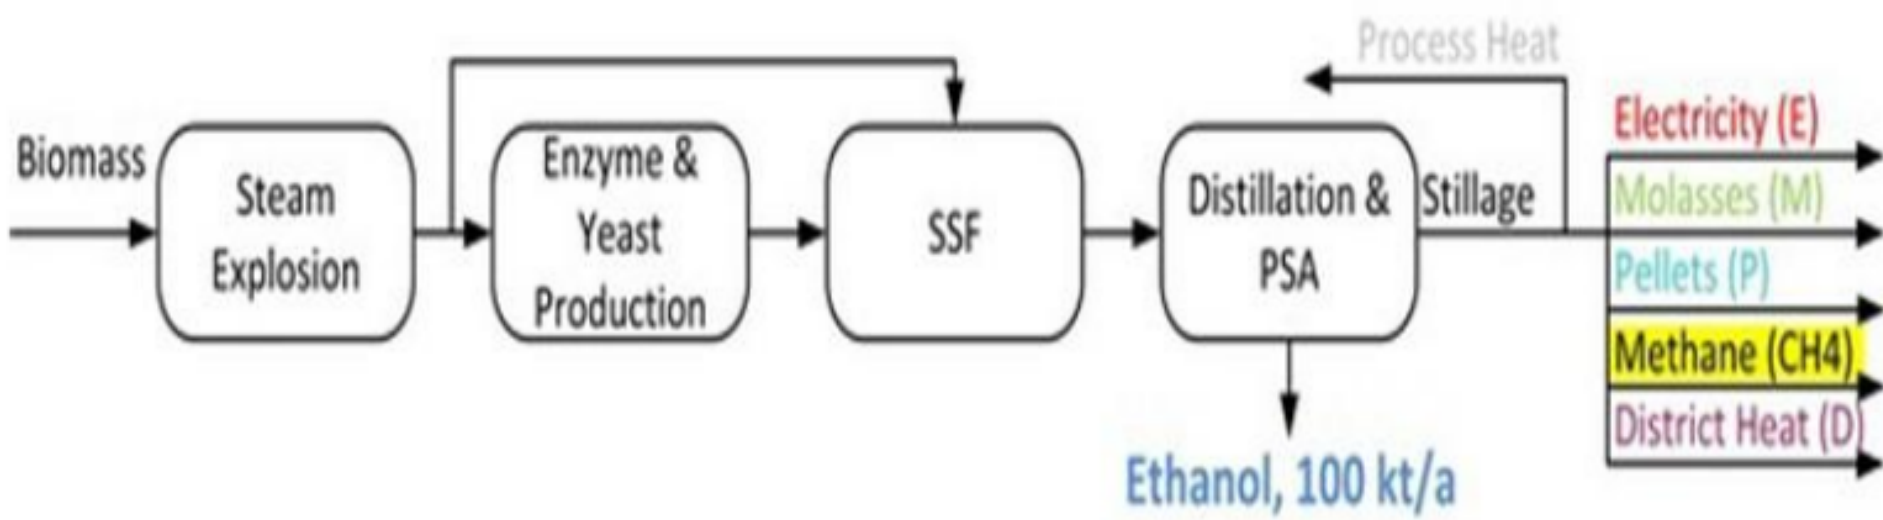 Process Heat
Biomass
Steam
Explosion
Enzyme &
Yeast
Production
SSF
Distillation &
PSA
Stillage
Electricity (E)
Molasses (M)
Pellets (P)
Methane (CH4)
District Heat (D)
Ethanol, 100 kt/a